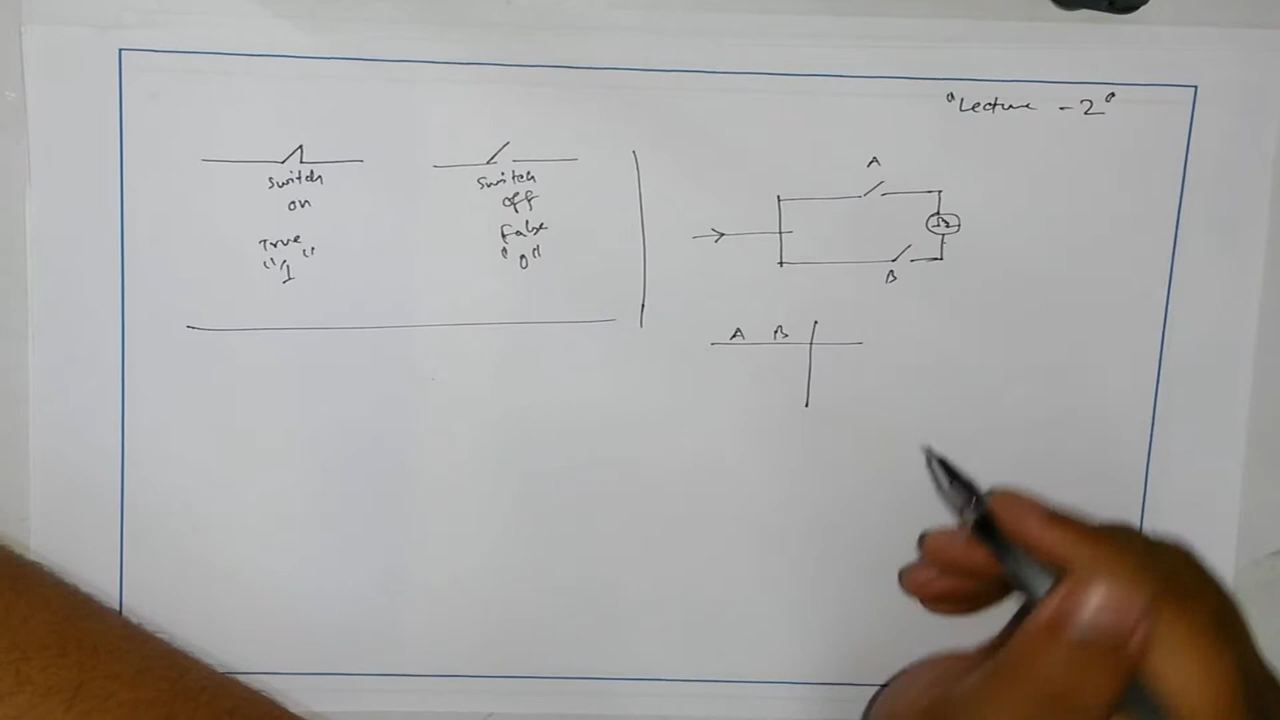 "Lecture - 2"
Switch
on
True
"1"
Switch
off
False
"0"
A
B
A B